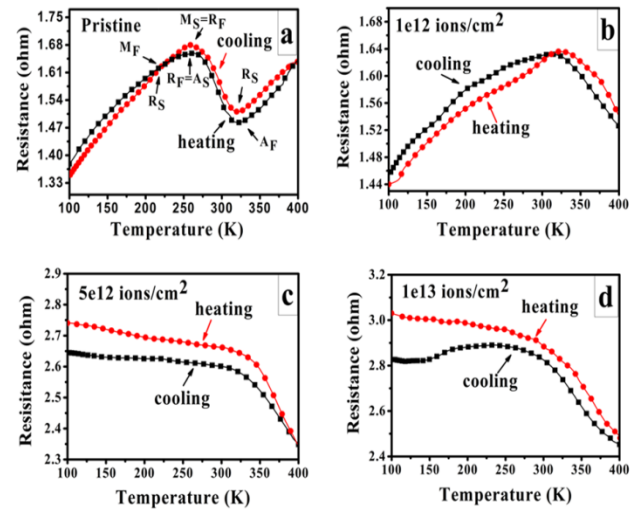 Pristine
a
M_S=R_F
cooling
M_F
R_F=A_S
R_S
R_S
heating
A_F
1.75
1.68
1.61
1.54
1.47
1.40
1.33
100 150 200 250 300 350 400
Temperature (K)
Resistance (ohm)
1e12 ions/cm²
b
cooling
heating
1.64
1.60
1.56
1.52
1.48
1.44
100 150 200 250 300 350 400
Temperature (K)
Resistance (ohm)
5e12 ions/cm²
c
heating
cooling
2.9
2.8
2.7
2.6
2.5
2.4
2.3
100 150 200 250 300 350 400
Temperature (K)
Resisitance (ohm)
1e13 ions/cm²
d
heating
cooling
3.2
3.0
2.8
2.6
2.4
100 150 200 250 300 350 400
Temperature (K)
Resistance (ohm)